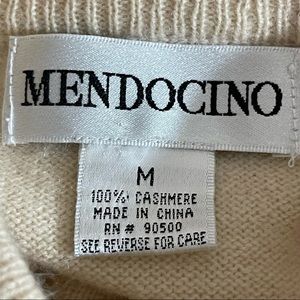 MENDOCINO
M
100% CASHMERE
MADE IN CHINA
RN # 90500
SEE REVERSE FOR CARE